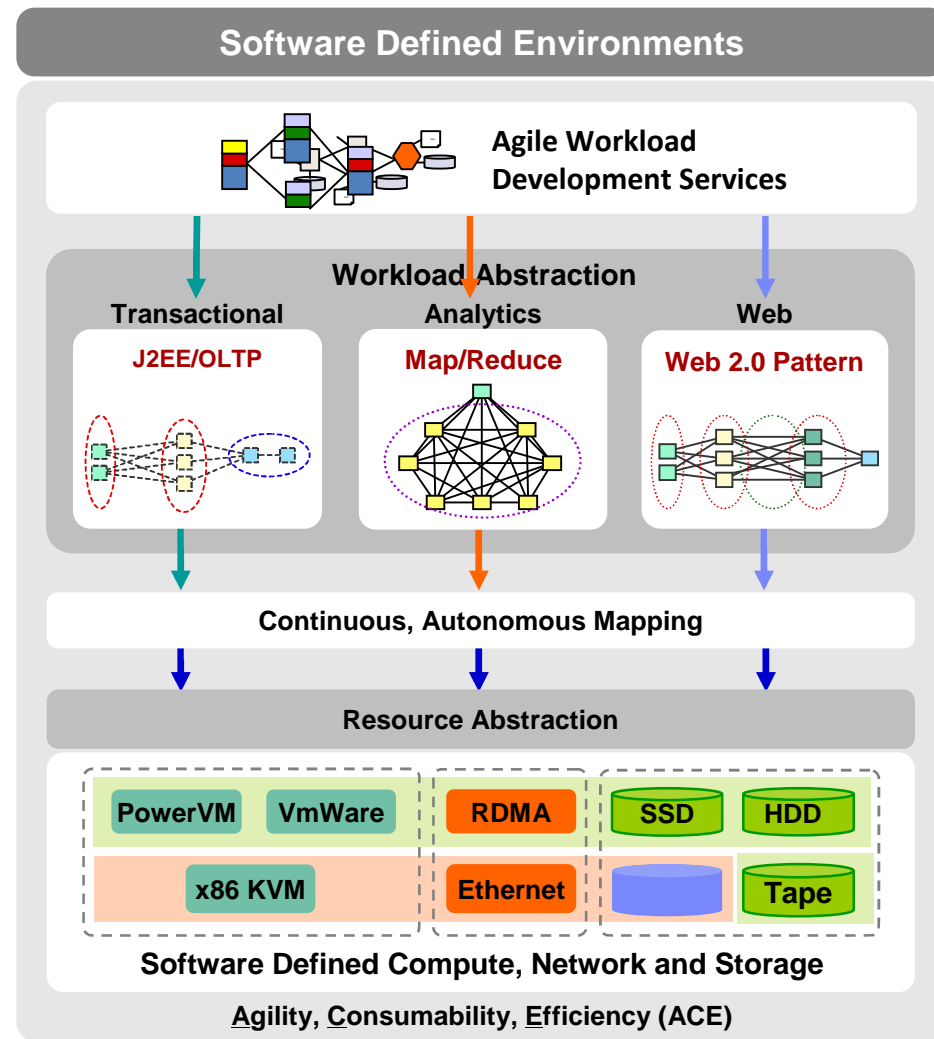 Software Defined Environments
Agile Workload
Development Services
Workload Abstraction
Transactional
Analytics
Web
J2EE/OLTP
Map/Reduce
Web 2.0 Pattern
Continuous, Autonomous Mapping
Resource Abstraction
PowerVM
VmWare
RDMA
SSD
HDD
x86 KVM
Ethernet
Tape
Software Defined Compute, Network and Storage
Agility, Consumability, Efficiency (ACE)